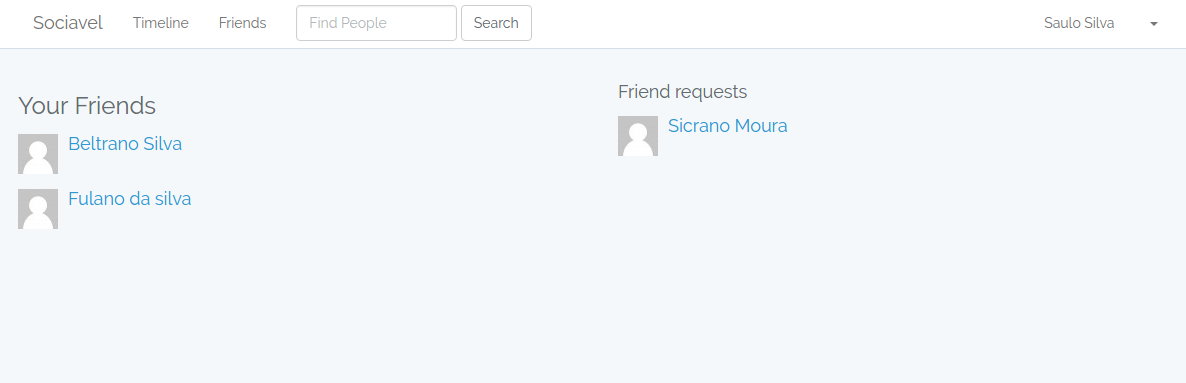 Sociavel Timeline Friends Find People Search Saulo Silva
Your Friends
Beltrano Silva
Fulano da silva
Friend requests
Sicrano Moura